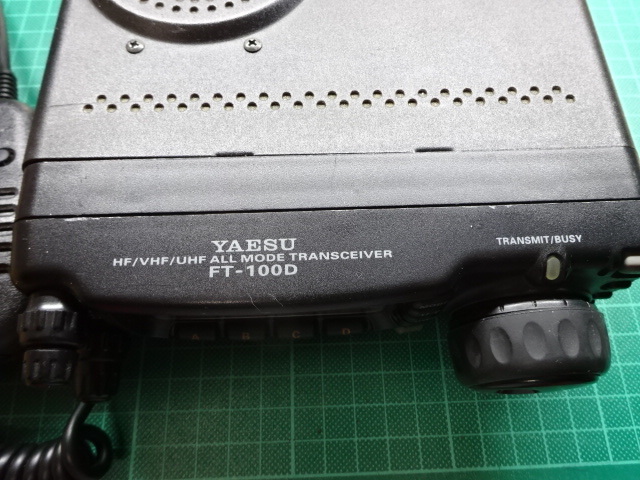 YAESU
HF/VHF/UHF ALL MODE TRANSCEIVER
FT-100D
TRANSMIT/BUSY
A B C D